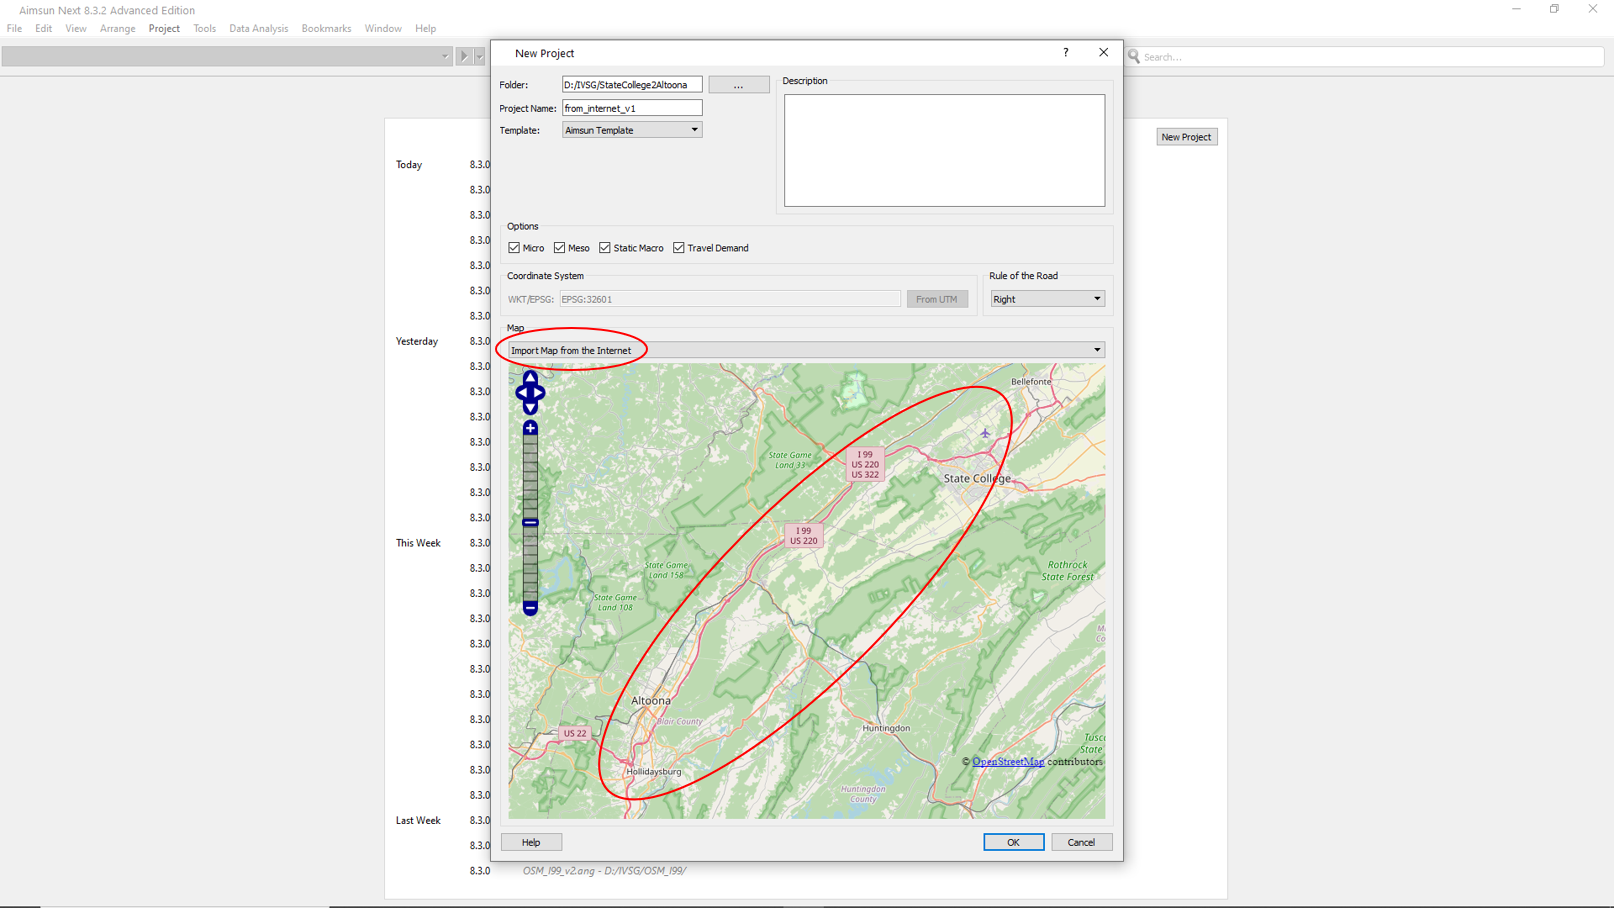 Aimsun Next 8.3.2 Advanced Edition
File Edit View Arrange Project Tools Data Analysis Bookmarks Window Help
Search...
New Project
?
Folder: D:/IVSG/StateCollege2Altoona ...
Project Name: from_internet_v1
Template: Aimsun Template
Description
New Project
Options
Micro Meso Static Macro Travel Demand
Coordinate System
WKT/EPSG: EPSG:32601 From UTM
Rule of the Road
Right
Map
Import Map from the Internet
Bellefonte
State Game
Land 33
I 99
US 220
US 322
State College
I 99
US 220
State Game
Land 158
Rothrock
State Forest
State Game
Land 108
Altoona
Blair County
US 22
Huntingdon
Hollidaysburg
Tusc
State
© OpenStreetMap contributors
Huntingdon
County
Help OK Cancel
Today 8.3.0
8.3.0
8.3.0
8.3.0
8.3.0
8.3.0
8.3.0
Yesterday 8.3.0
8.3.0
8.3.0
8.3.0
8.3.0
8.3.0
8.3.0
8.3.0
This Week 8.3.0
8.3.0
8.3.0
8.3.0
8.3.0
8.3.0
8.3.0
8.3.0
8.3.0
8.3.0
8.3.0
Last Week 8.3.0
8.3.0
8.3.0 OSM_I99_v2.ang - D:/IVSG/OSM_I99/